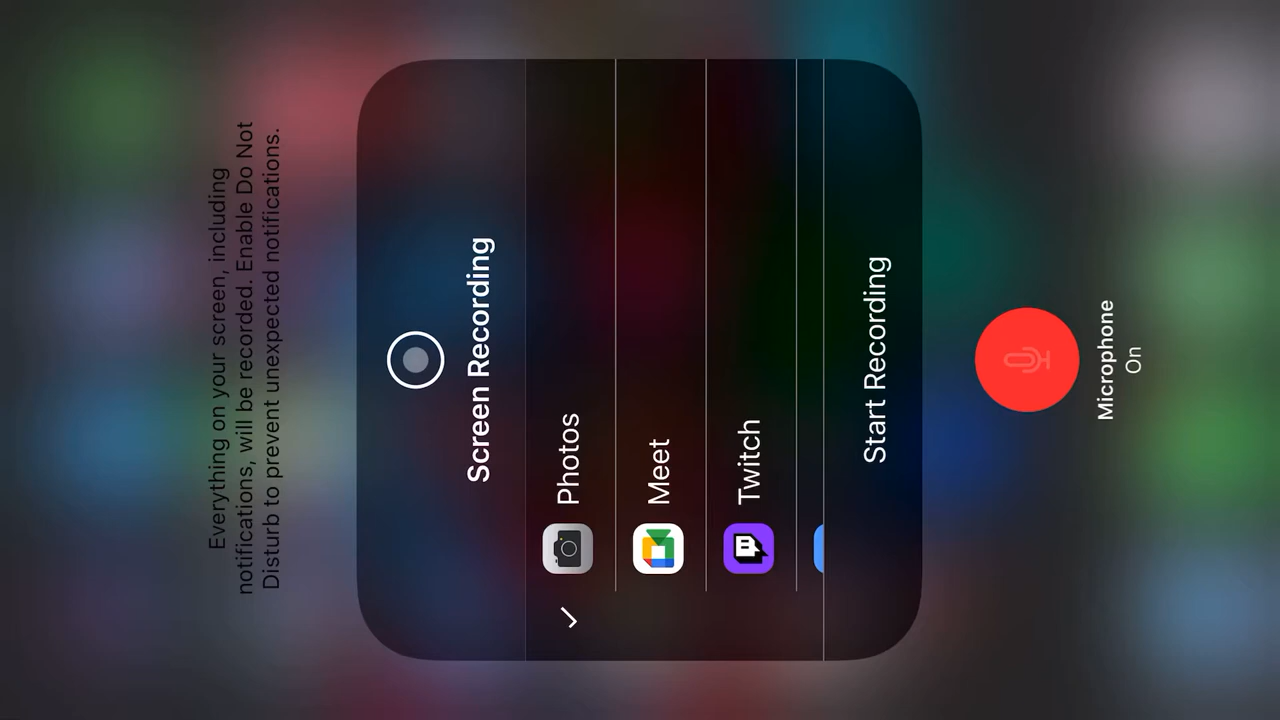 Everything on your screen, including
notifications, will be recorded. Enable Do Not
Disturb to prevent unexpected notifications.
Screen Recording
Photos
Meet
Twitch
Start Recording
Microphone
On